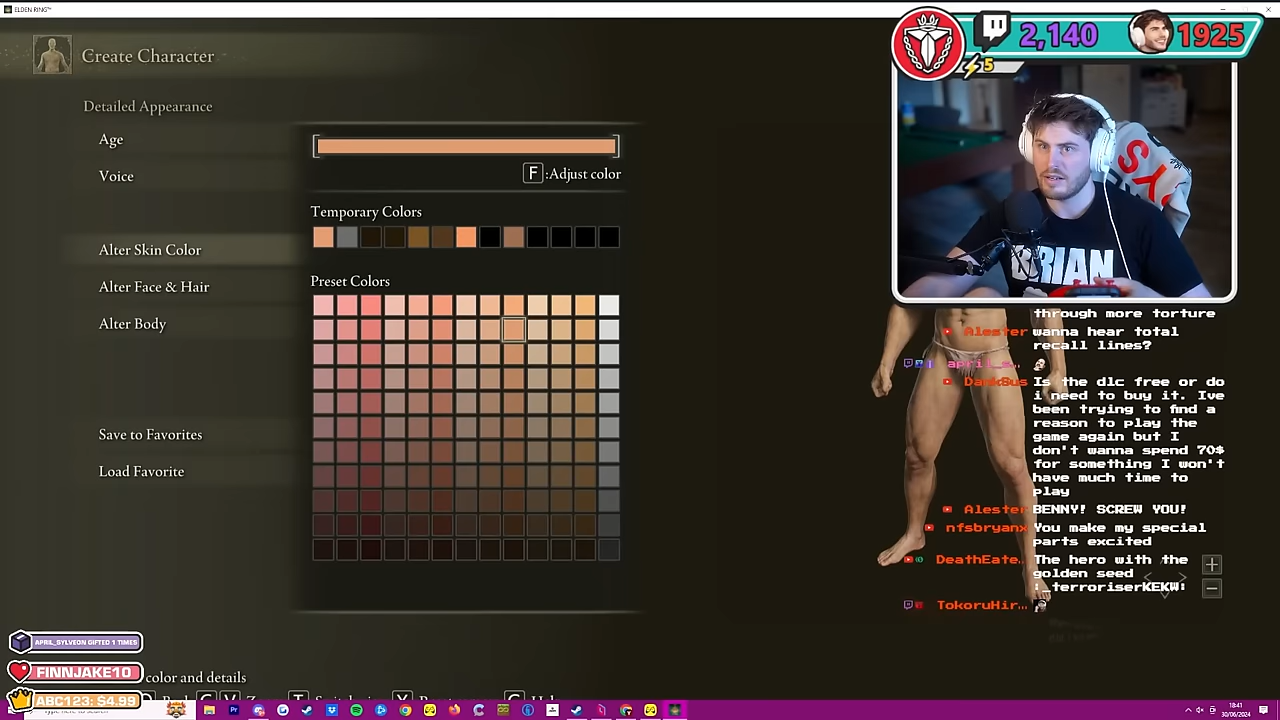 ELDEN RING™
Create Character
2,140
1925
5
Detailed Appearance
Age
Voice
F :Adjust color
Temporary Colors
Alter Skin Color
Alter Face & Hair
Alter Body
Preset Colors
Save to Favorites
Load Favorite
BRIAN
through more torture
Alester wanna hear total
recall lines?
april_s..
DankSus Is the dlc free or do
i need to buy it. Ive
been trying to find a
reason to play the
game again but I
don't wanna spend 70$
for something I won't
have much time to
play
Alester BENNY! SCREW YOU!
nfsbryanx You make my special
parts excited
DeathEate.. The hero with the
golden seed
:_terroriserKEKW:
TokoruHir..
APRIL_SYLVEON GIFTED 1 TIMES
FINNJAKE10
color and details
ABC123: $4.99
18:41
30/06/2024